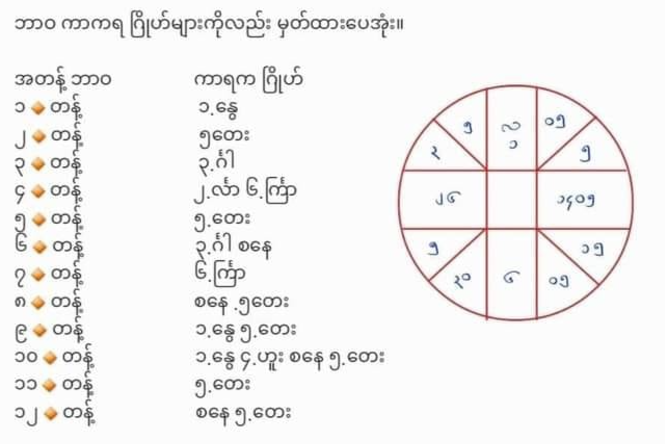 ဘာဝ ကာကရ ဂြိုဟ်များကိုလည်း မှတ်ထားပေအုံး။
အတန့် ဘာဝ ကာရက ဂြိုဟ်
၁🔸တန့် ၁.နွေ
၂🔸တန့် ၅တေး
၃🔸တန့် ၃.င်္ဂါ
၄🔸တန့် ၂.လ်ာ ၆.ကြ်ာ
၅🔸တန့် ၅.တေး
၆🔸တန့် ၃.င်္ဂါ စနေ
၇🔸တန့် ၆.ကြ်ာ
၈🔸တန့် စနေ .၅တေး
၉🔸တန့် ၁.နွေ ၅.တေး
၁၀🔸တန့် ၁.နွေ ၄.ဟူး စနေ ၅.တေး
၁၁🔸တန့် ၅.တေး
၁၂🔸တန့် စနေ ၅.တေး
၅
လ
၁
၀၅
၃
၅
၂၆
၁၄၀၅
၅
၁၅
၃၀
၆
၀၅